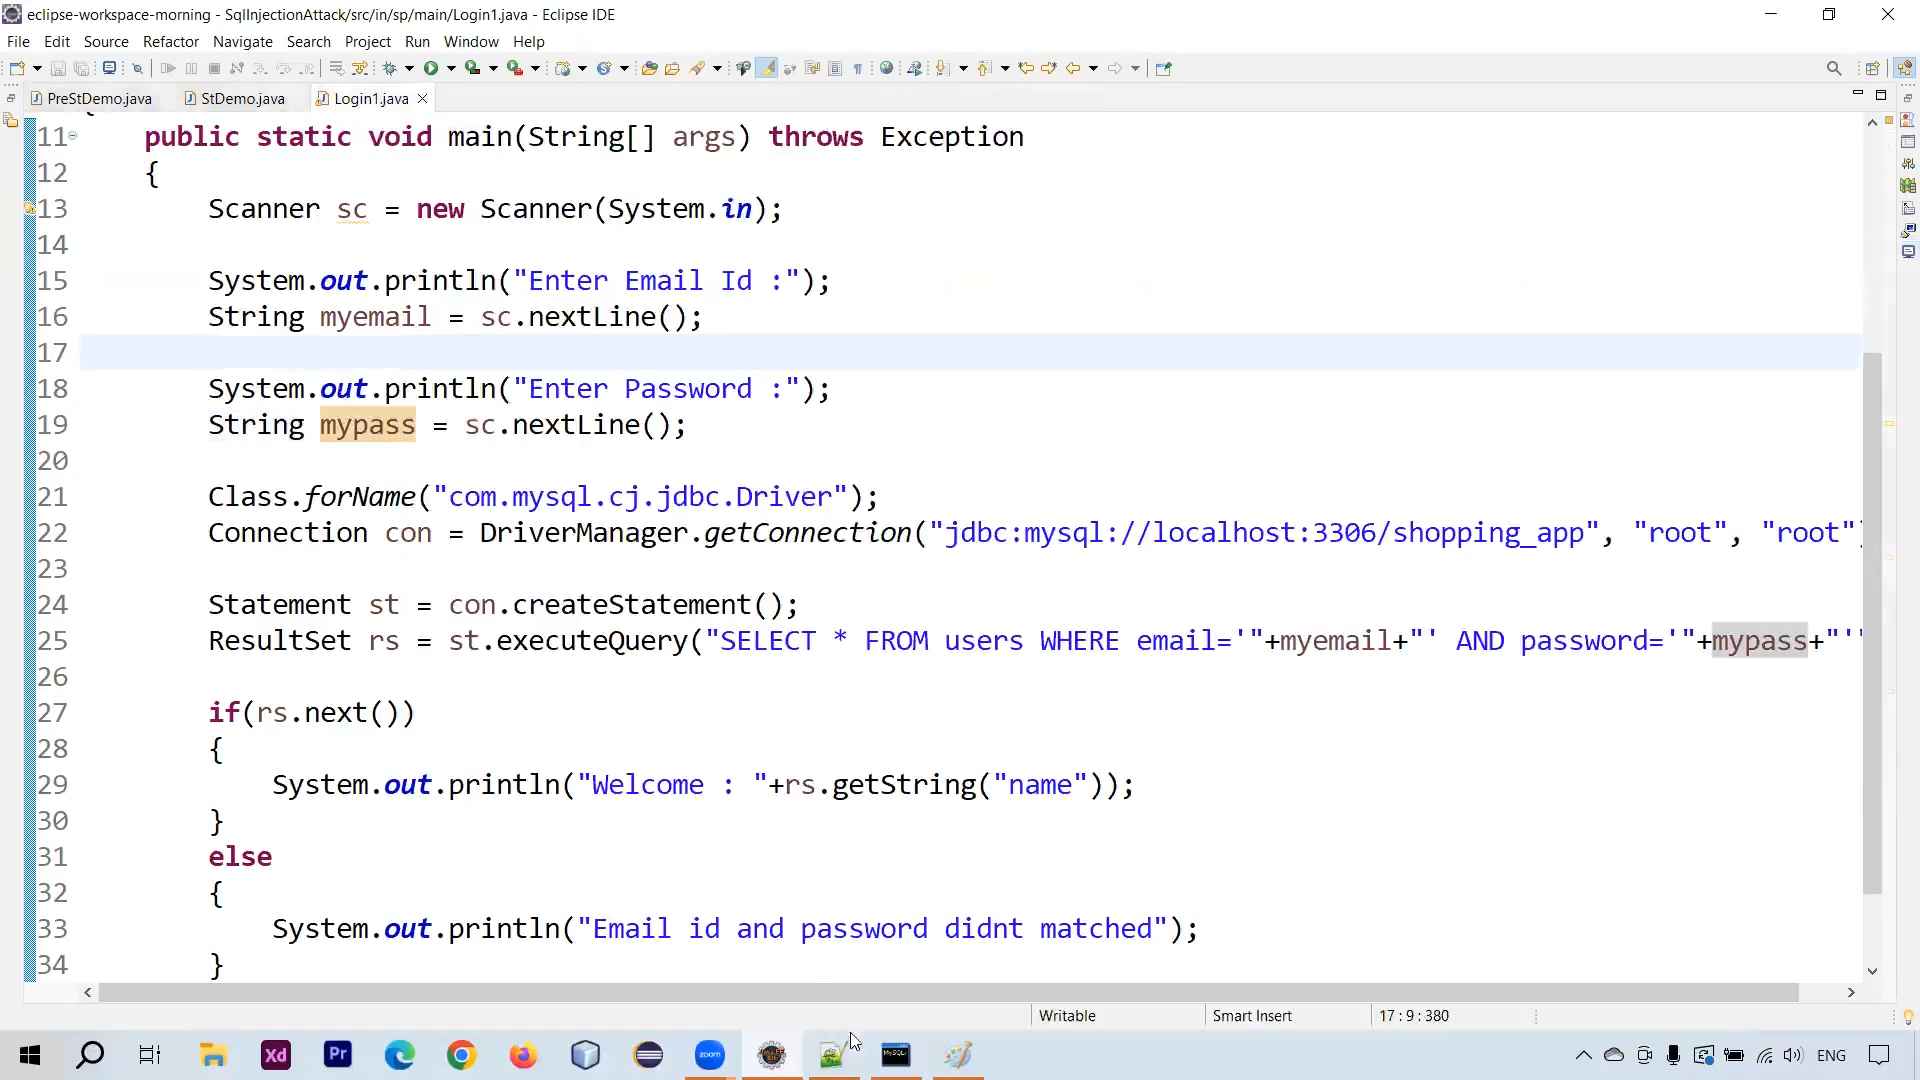 eclipse-workspace-morning - SqlInjectionAttack/src/in/sp/main/Login1.java - Eclipse IDE
File Edit Source Refactor Navigate Search Project Run Window Help
PreStDemo.java StDemo.java Login1.java
11 public static void main(String[] args) throws Exception
12 {
13 Scanner sc = new Scanner(System.in);
14
15 System.out.println("Enter Email Id :");
16 String myemail = sc.nextLine();
17
18 System.out.println("Enter Password :");
19 String mypass = sc.nextLine();
20
21 Class.forName("com.mysql.cj.jdbc.Driver");
22 Connection con = DriverManager.getConnection("jdbc:mysql://localhost:3306/shopping_app", "root", "root")
23
24 Statement st = con.createStatement();
25 ResultSet rs = st.executeQuery("SELECT * FROM users WHERE email='"+myemail+"' AND password='"+mypass+"'"
26
27 if(rs.next())
28 {
29 System.out.println("Welcome : "+rs.getString("name"));
30 }
31 else
32 {
33 System.out.println("Email id and password didnt matched");
34 }
Writable Smart Insert 17 : 9 : 380
Xd Pr zoom MySQL ENG